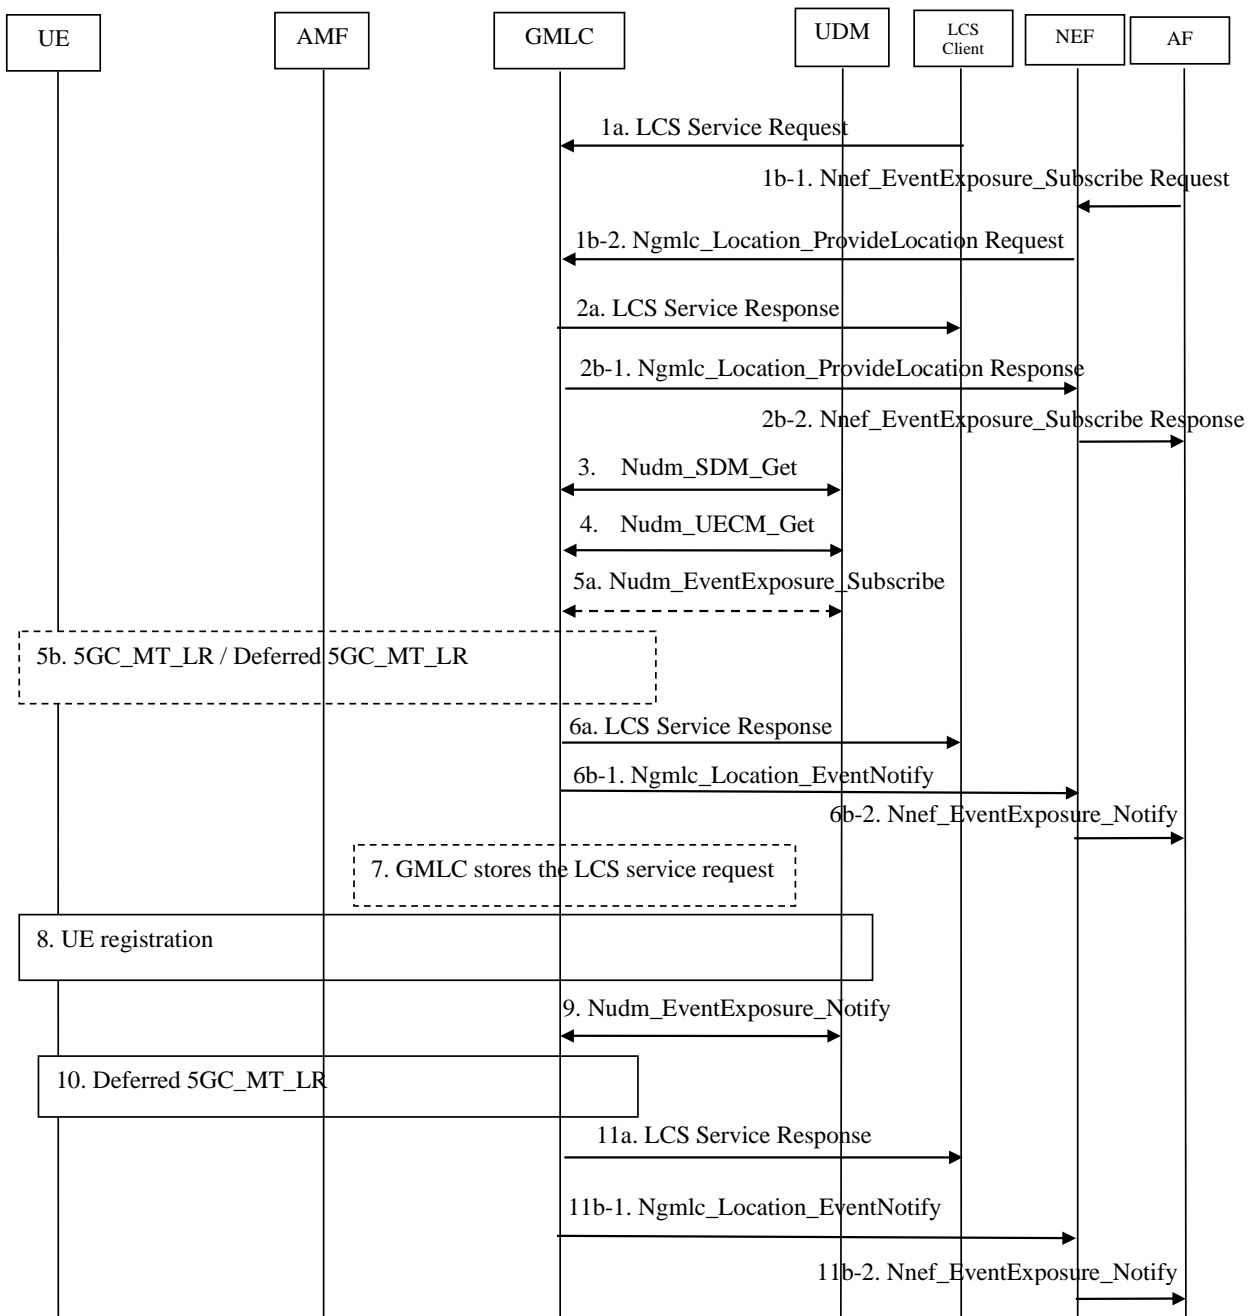 UE
AMF
GMLC
UDM
LCS
Client
NEF
AF
1a. LCS Service Request
1b-1. Nnef_EventExposure_Subscribe Request
1b-2. Ngmlc_Location_ProvideLocation Request
2a. LCS Service Response
2b-1. Ngmlc_Location_ProvideLocation Response
2b-2. Nnef_EventExposure_Subscribe Response
3. Nudm_SDM_Get
4. Nudm_UECM_Get
5a. Nudm_EventExposure_Subscribe
5b. 5GC_MT_LR / Deferred 5GC_MT_LR
6a. LCS Service Response
6b-1. Ngmlc_Location_EventNotify
6b-2. Nnef_EventExposure_Notify
7. GMLC stores the LCS service request
8. UE registration
9. Nudm_EventExposure_Notify
10. Deferred 5GC_MT_LR
11a. LCS Service Response
11b-1. Ngmlc_Location_EventNotify
11b-2. Nnef_EventExposure_Notify